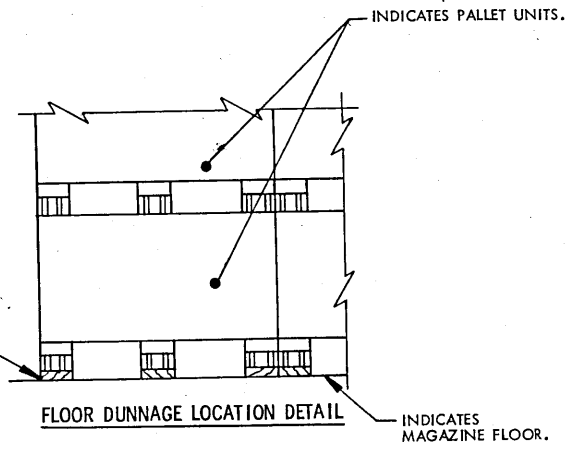 INDICATES PALLET UNITS.
FLOOR DUNNAGE LOCATION DETAIL
INDICATES
MAGAZINE FLOOR.